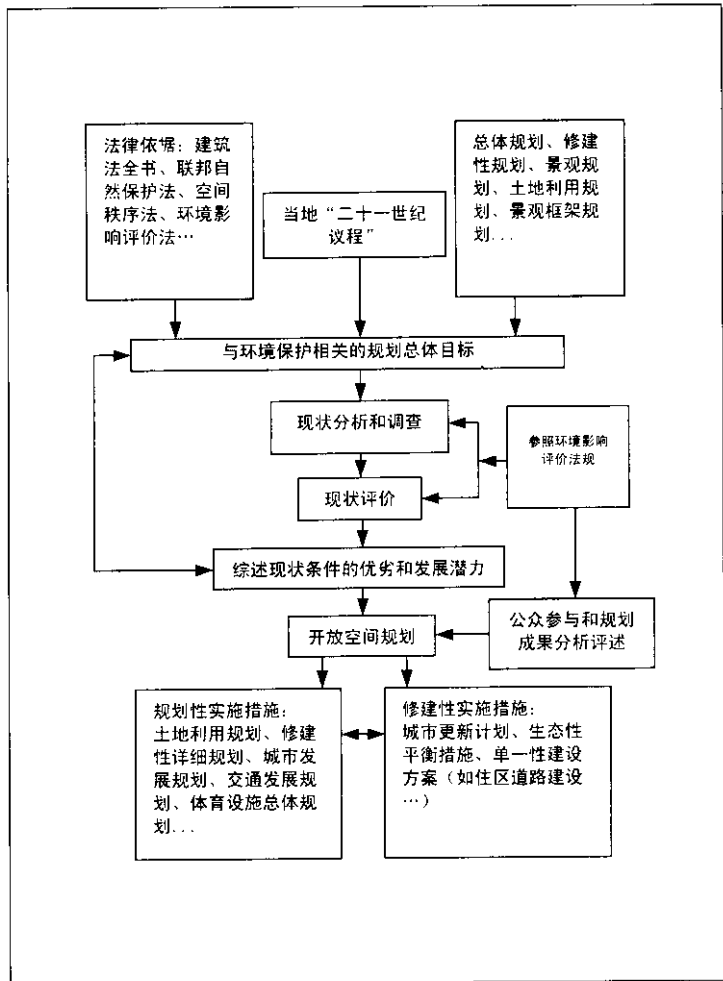 法律依据：建筑
法全书、联邦自
然保护法、空间
秩序法、环境影
响评价法…
当地“二十一世纪
议程”
总体规划、修建
性规划、景观规
划、土地利用规
划、景观框架规
划...
与环境保护相关的规划总体目标
现状分析和调查
参照环境影响
评价法规
现状评价
综述现状条件的优劣和发展潜力
开放空间规划
公众参与和规划
成果分析评述
规划性实施措施：
土地利用规划、修建
性详细规划、城市发
展规划、交通发展规
划、体育设施总体规
划...
修建性实施措施：
城市更新计划、生态性
平衡措施、单一性建设
方案（如住区道路建设
…）